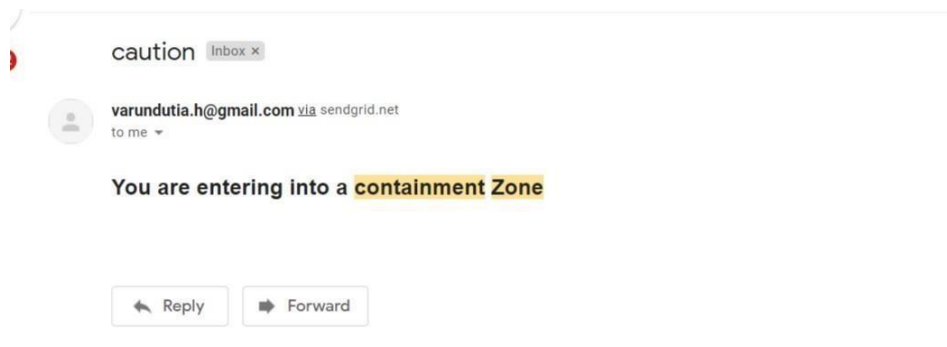 caution Inbox ×
varundutia.h@gmail.com via sendgrid.net
to me
You are entering into a containment Zone
Reply Forward